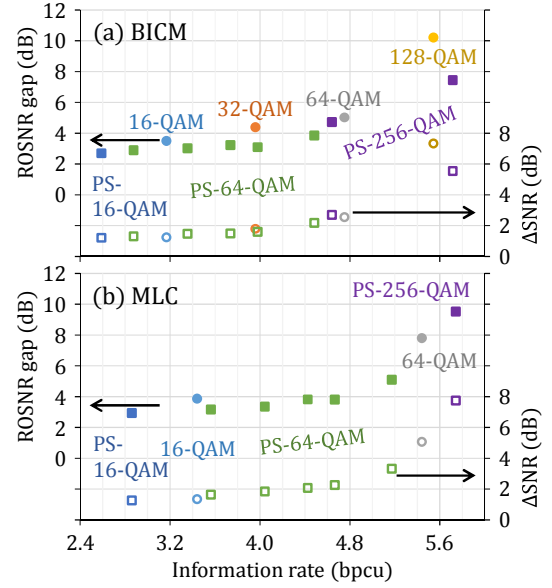 12
10
8
6
4
2
0
ROSNR gap (dB)
(a) BICM
128-QAM
64-QAM
32-QAM
16-QAM
PS-256-QAM
PS-64-QAM
PS-
16-QAM
8
6
4
2
0
ΔSNR (dB)
12
10
8
6
4
2
0
ROSNR gap (dB)
(b) MLC
PS-256-QAM
64-QAM
PS-64-QAM
16-QAM
PS-
16-QAM
8
6
4
2
0
ΔSNR (dB)
2.4 3.2 4.0 4.8 5.6
Information rate (bpcu)